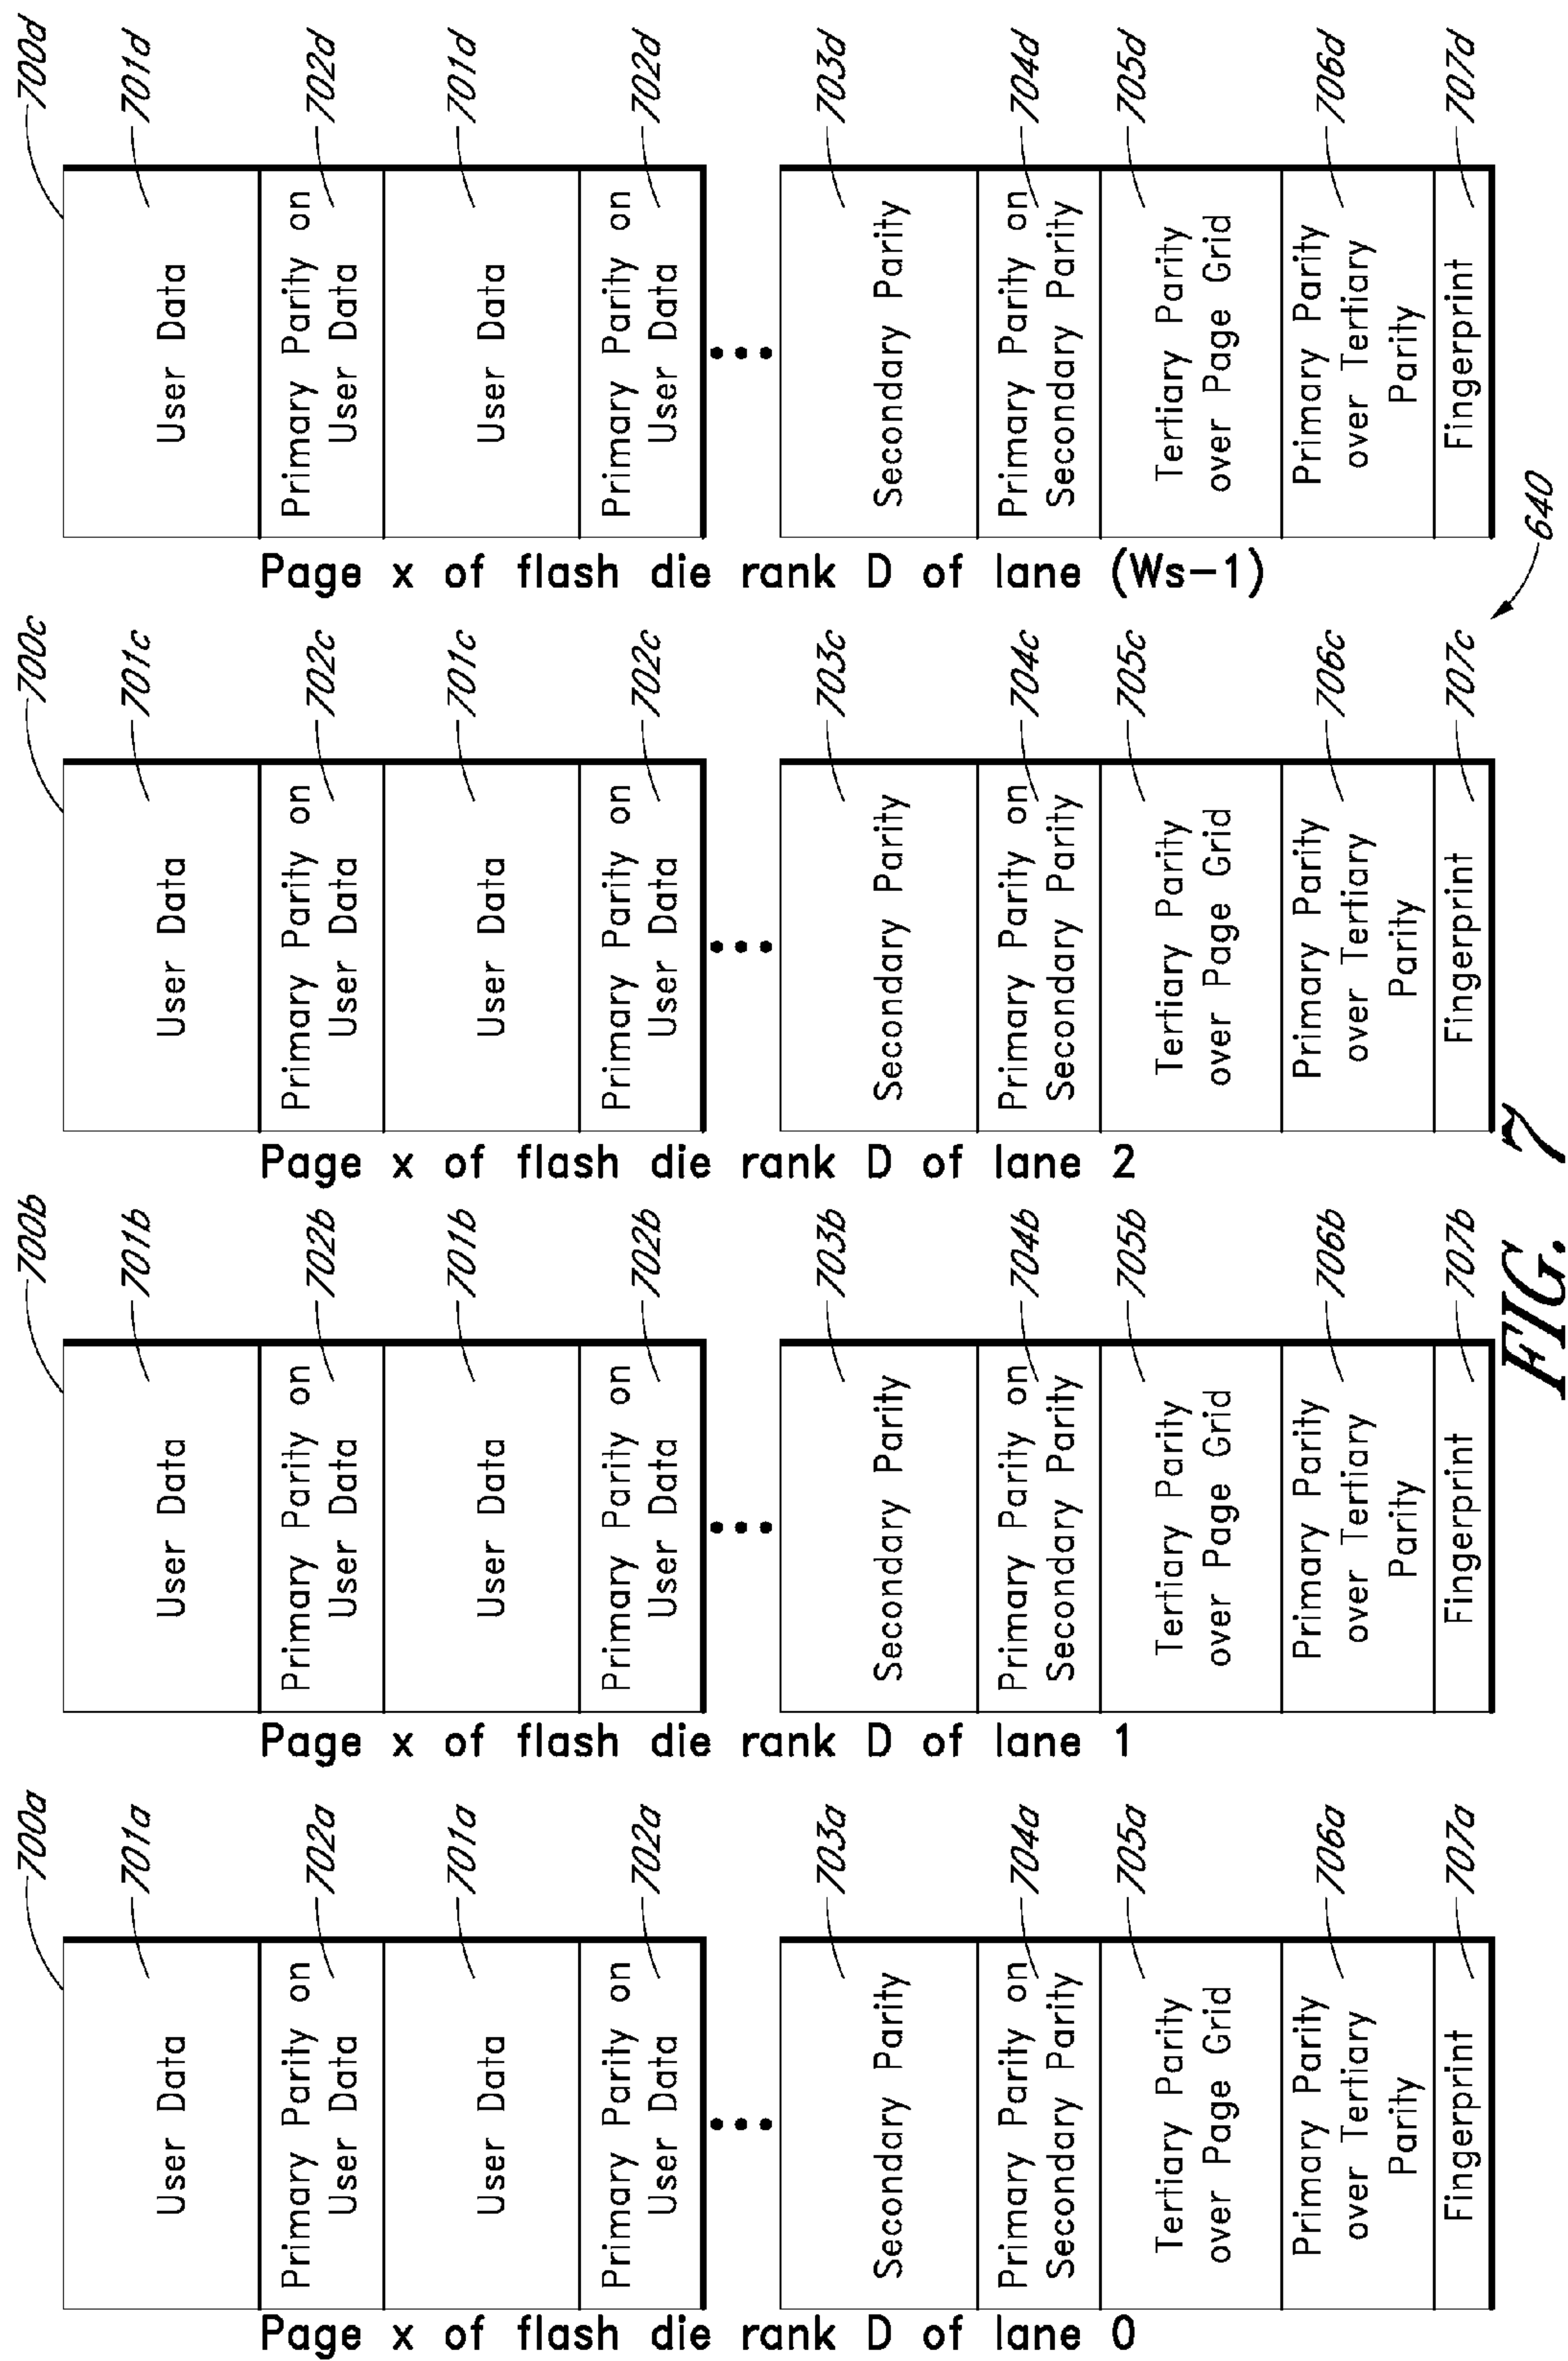 700a
User Data
701a
Primary Parity on
User Data
702a
User Data
701a
Primary Parity on
User Data
702a
Secondary Parity
703a
Primary Parity on
Secondary Parity
704a
Tertiary Parity
over Page Grid
705a
Primary Parity
over Tertiary
Parity
706a
Fingerprint
707a
Page x of flash die rank D of lane 0
700b
User Data
701b
Primary Parity on
User Data
702b
User Data
701b
Primary Parity on
User Data
702b
Secondary Parity
703b
Primary Parity on
Secondary Parity
704b
Tertiary Parity
over Page Grid
705b
Primary Parity
over Tertiary
Parity
706b
Fingerprint
707b
Page x of flash die rank D of lane 1
700c
User Data
701c
Primary Parity on
User Data
702c
User Data
701c
Primary Parity on
User Data
702c
Secondary Parity
703c
Primary Parity on
Secondary Parity
704c
Tertiary Parity
over Page Grid
705c
Primary Parity
over Tertiary
Parity
706c
Fingerprint
707c
Page x of flash die rank D of lane 2
700d
User Data
701d
Primary Parity on
User Data
702d
User Data
701d
Primary Parity on
User Data
702d
Secondary Parity
703d
Primary Parity on
Secondary Parity
704d
Tertiary Parity
over Page Grid
705d
Primary Parity
over Tertiary
Parity
706d
Fingerprint
707d
Page x of flash die rank D of lane (Ws-1)
640
FIG. 7